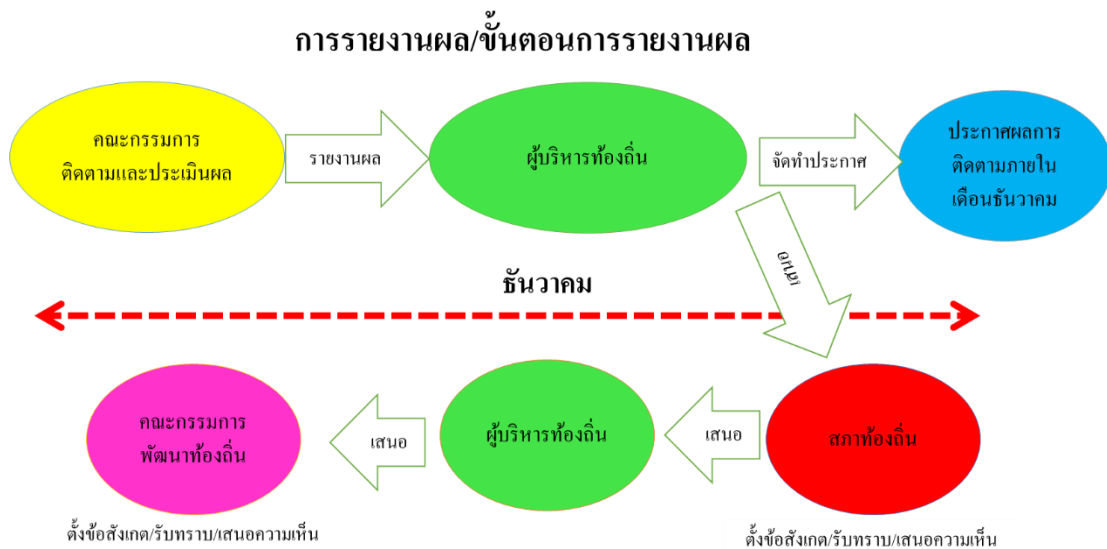 การรายงานผล/ขั้นตอนการรายงานผล
คณะกรรมการ
ติดตามและประเมินผล
รายงานผล
ผู้บริหารท้องถิ่น
จัดทำประกาศ
ประกาศผลการ
ติดตามภายใน
เดือนธันวาคม
เสนอ
ธันวาคม
คณะกรรมการ
พัฒนาท้องถิ่น
เสนอ
ผู้บริหารท้องถิ่น
เสนอ
สภาท้องถิ่น
ตั้งข้อสังเกต/รับทราบ/เสนอความเห็น
ตั้งข้อสังเกต/รับทราบ/เสนอความเห็น